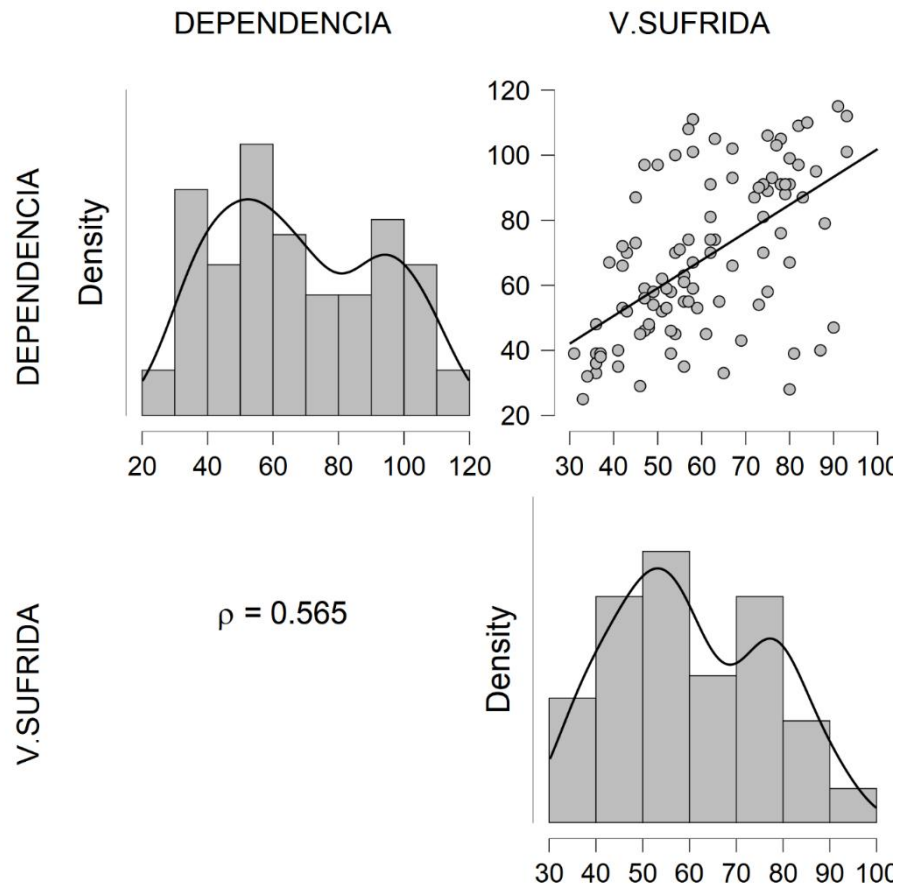 DEPENDENCIA V.SUFRIDA
DEPENDENCIA
Density
20 40 60 80 100 120
120
100
80
60
40
20
30 40 50 60 70 80 90 100
V.SUFRIDA
ρ = 0.565
Density
30 40 50 60 70 80 90 100